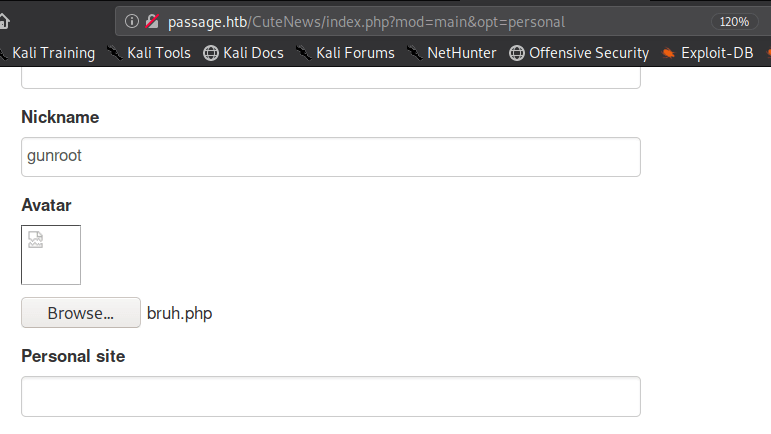 passage.htb/CuteNews/index.php?mod=main&opt=personal 120%
Kali Training Kali Tools Kali Docs Kali Forums NetHunter Offensive Security Exploit-DB
Nickname
gunroot
Avatar
Browse... bruh.php
Personal site